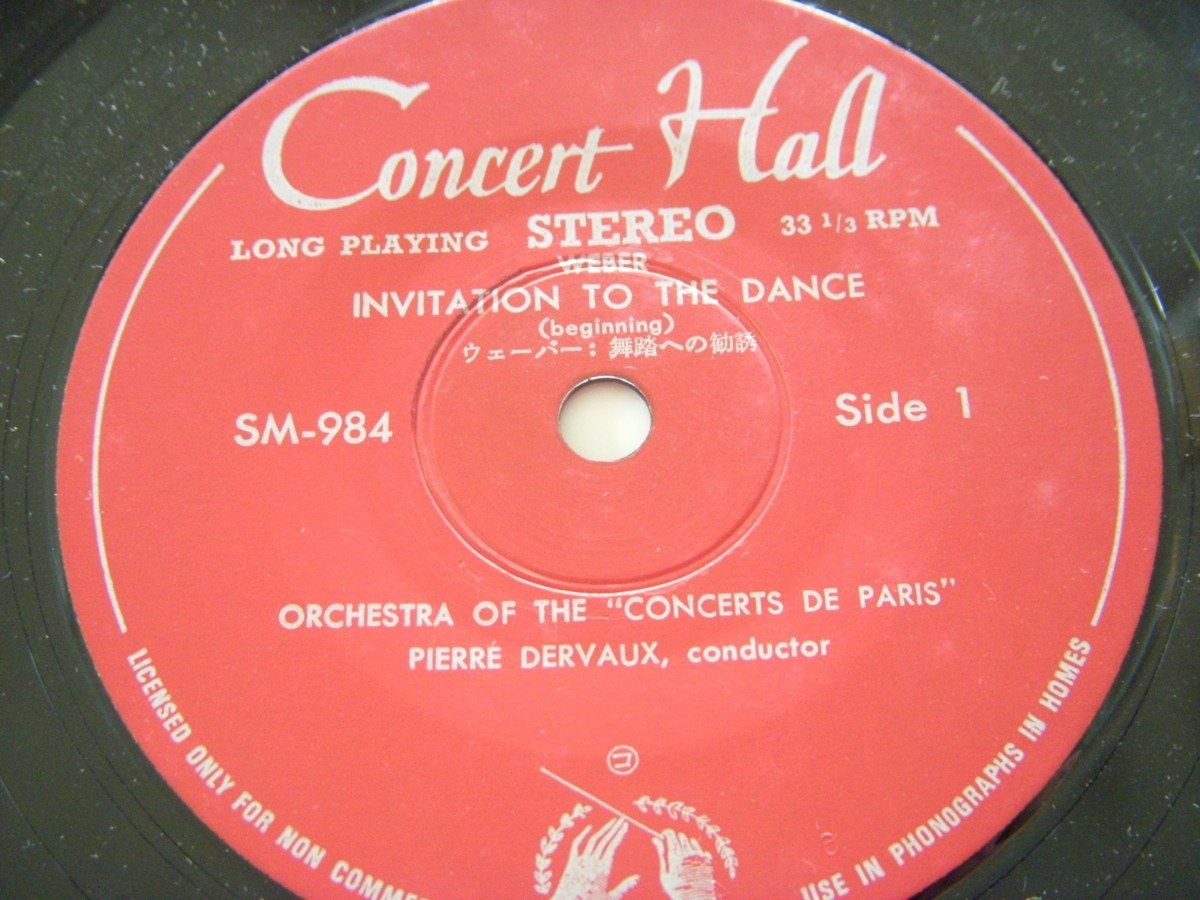 Concert Hall
LONG PLAYING STEREO 33 1/3 RPM
WEBER
INVITATION TO THE DANCE
(beginning)
ウェーバー: 舞踏への勧誘
SM-984
Side 1
ORCHESTRA OF THE "CONCERTS DE PARIS"
PIERRE DERVAUX, conductor
コ
LICENSED ONLY FOR NON
USE IN PHONOGRAPHS IN HOMES